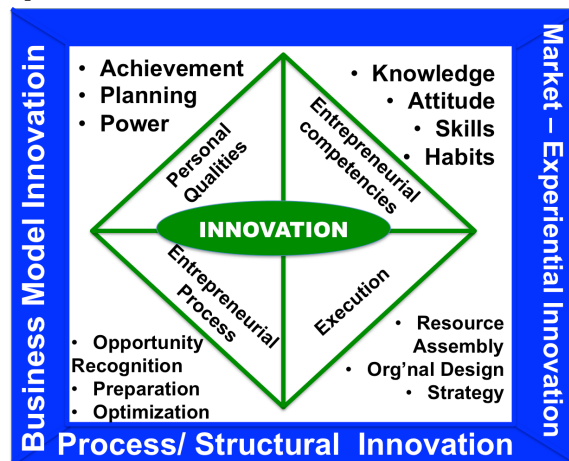 Business Model Innovatioin
• Achievement
• Planning
• Power
• Knowledge
• Attitude
• Skills
• Habits
Market – Experiential Innovation
Personal
Qualities
Entrepreneurial
competencies
INNOVATION
Entrepreneurial
Process
Execution
• Opportunity
Recognition
• Preparation
• Optimization
• Resource
Assembly
• Org'nal Design
• Strategy
Process/ Structural Innovation